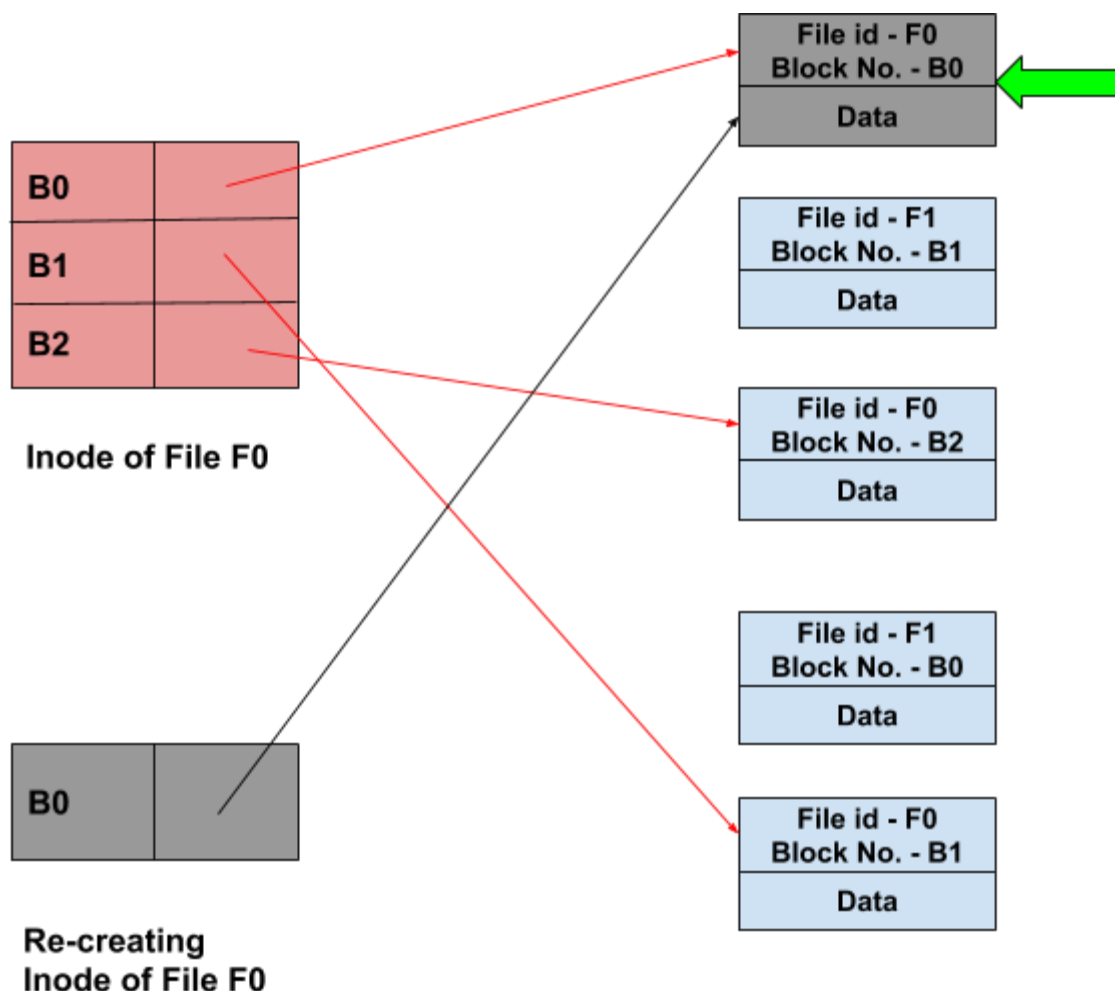 B0
B1
B2
Inode of File F0
B0
Re-creating
Inode of File F0
File id - F0
Block No. - B0
Data
File id - F1
Block No. - B1
Data
File id - F0
Block No. - B2
Data
File id - F1
Block No. - B0
Data
File id - F0
Block No. - B1
Data